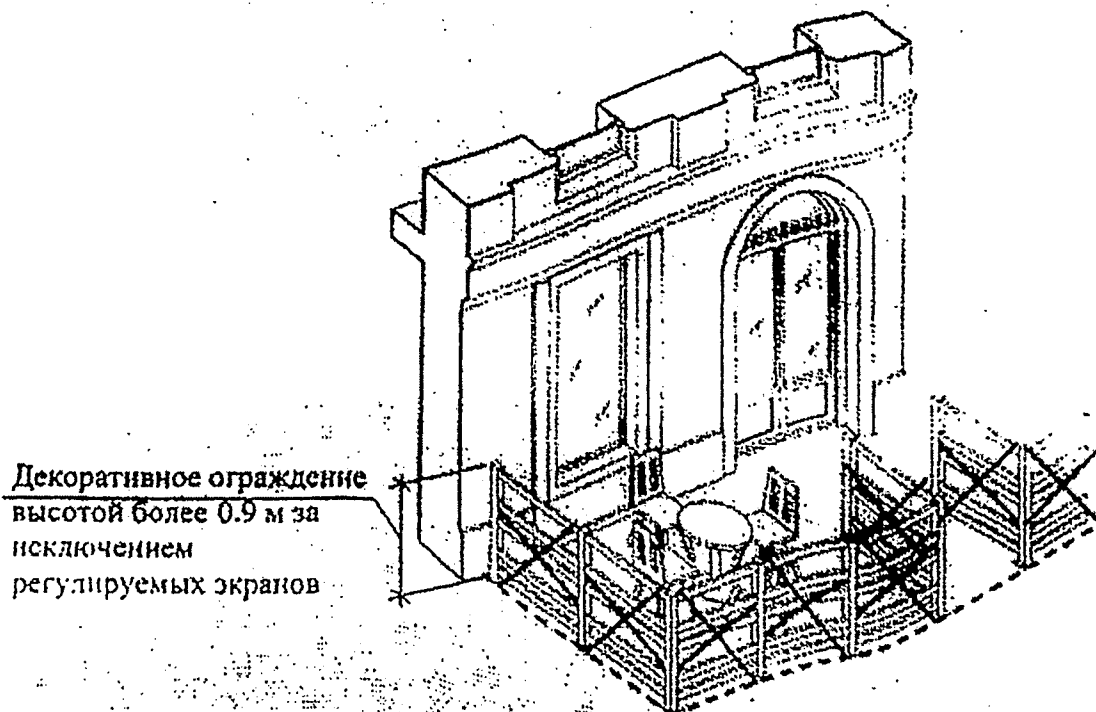 Декоративное ограждение
высотой более 0.9 м за
исключением
регулируемых экранов